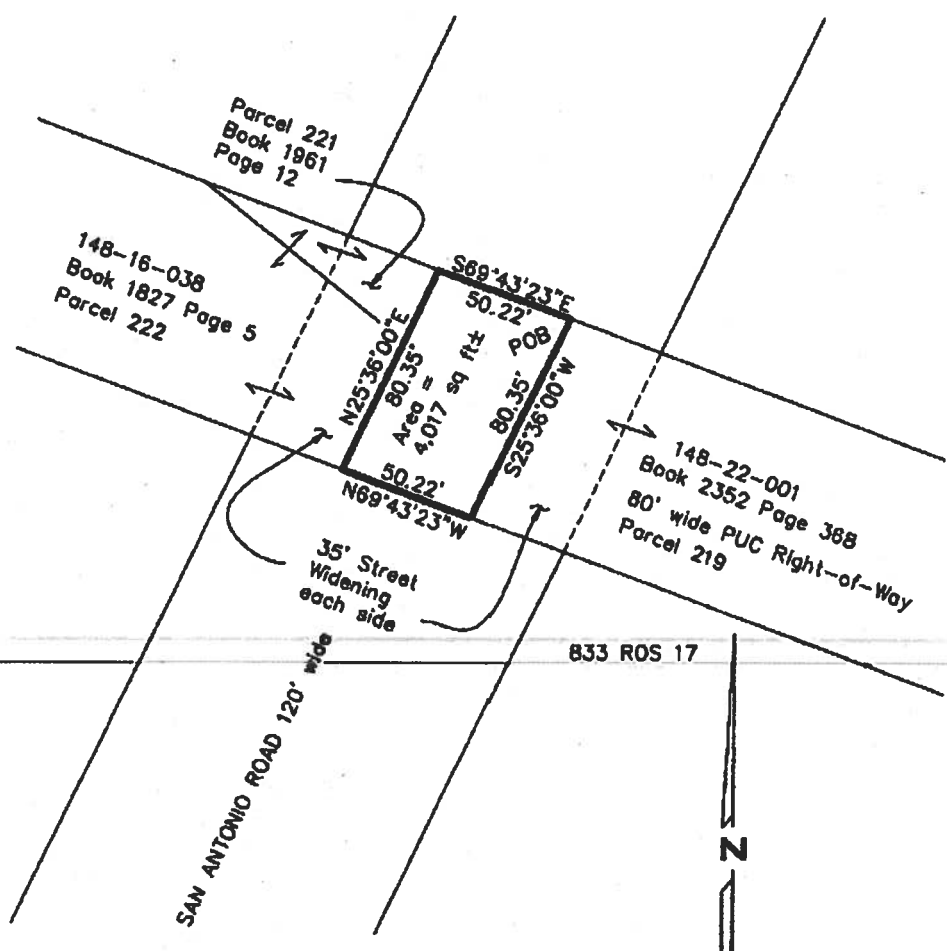 Parcel 221
Book 1961
Page 12
148-16-038
Book 1827 Page 5
Parcel 222
S69°43'23"E
50.22'
POB
N25°36'00"E
80.35'
Area =
4,017 sq ft±
80.35'
S25°36'00"W
50.22'
N69°43'23"W
148-22-001
Book 2352 Page 368
80' wide PUC Right-of-Way
Parcel 219
35' Street
Widening
each side
833 ROS 17
SAN ANTONIO ROAD 120' wide
N